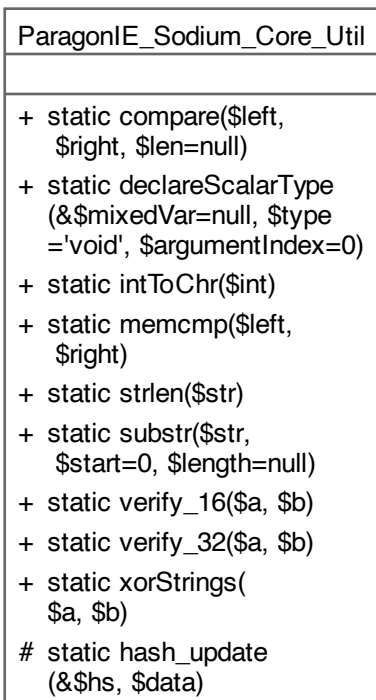 ParagonIE_Sodium_Core_Util
+ static compare($left,
$right, $len=null)
+ static declareScalarType
(&$mixedVar=null, $type
='void', $argumentIndex=0)
+ static intToChr($int)
+ static memcmp($left,
$right)
+ static strlen($str)
+ static substr($str,
$start=0, $length=null)
+ static verify_16($a, $b)
+ static verify_32($a, $b)
+ static xorStrings(
$a, $b)
# static hash_update
(&$hs, $data)